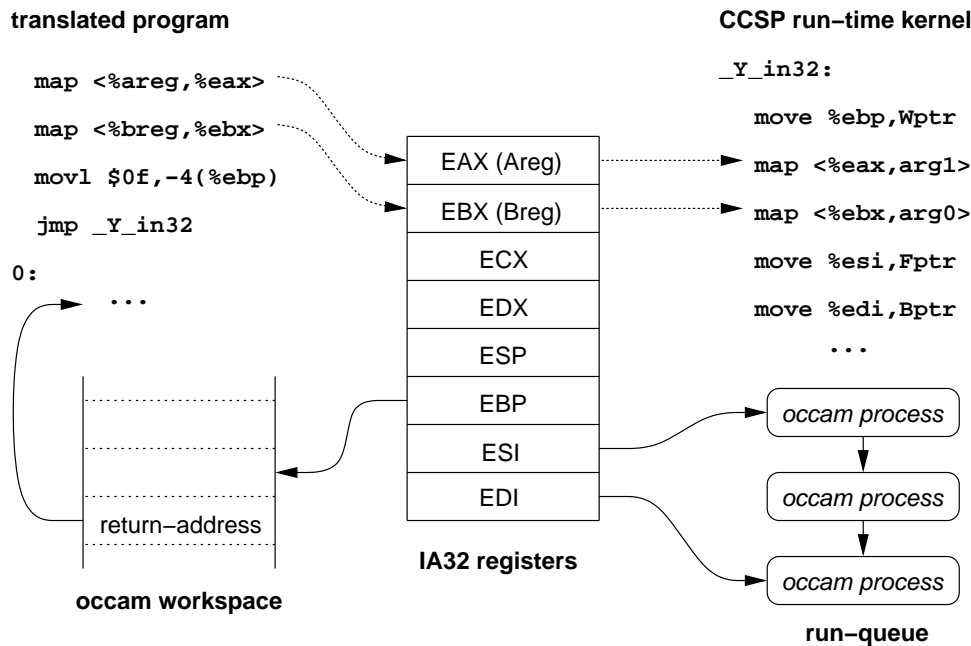 translated program
map <%areg,%eax>
map <%breg,%ebx>
movl $0f,-4(%ebp)
jmp _Y_in32
0:
...
return−address
occam workspace
EAX (Areg)
EBX (Breg)
ECX
EDX
ESP
EBP
ESI
EDI
IA32 registers
CCSP run−time kernel
_Y_in32:
move %ebp,Wptr
map <%eax,arg1>
map <%ebx,arg0>
move %esi,Fptr
move %edi,Bptr
...
occam process
occam process
occam process
run−queue